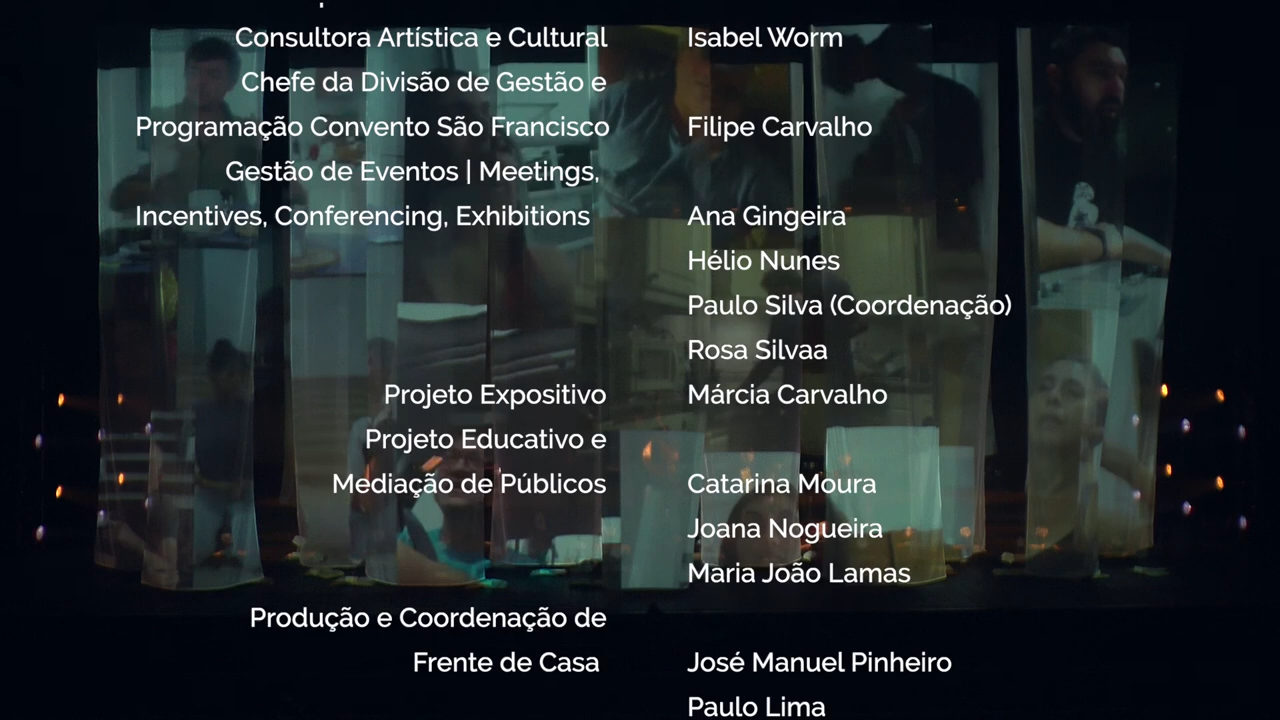 Consultora Artística e Cultural Isabel Worm
Chefe da Divisão de Gestão e
Programação Convento São Francisco Filipe Carvalho
Gestão de Eventos | Meetings,
Incentives, Conferencing, Exhibitions Ana Gingeira
Hélio Nunes
Paulo Silva (Coordenação)
Rosa Silvaa
Projeto Expositivo Márcia Carvalho
Projeto Educativo e
Mediação de Públicos Catarina Moura
Joana Nogueira
Maria João Lamas
Produção e Coordenação de
Frente de Casa José Manuel Pinheiro
Paulo Lima